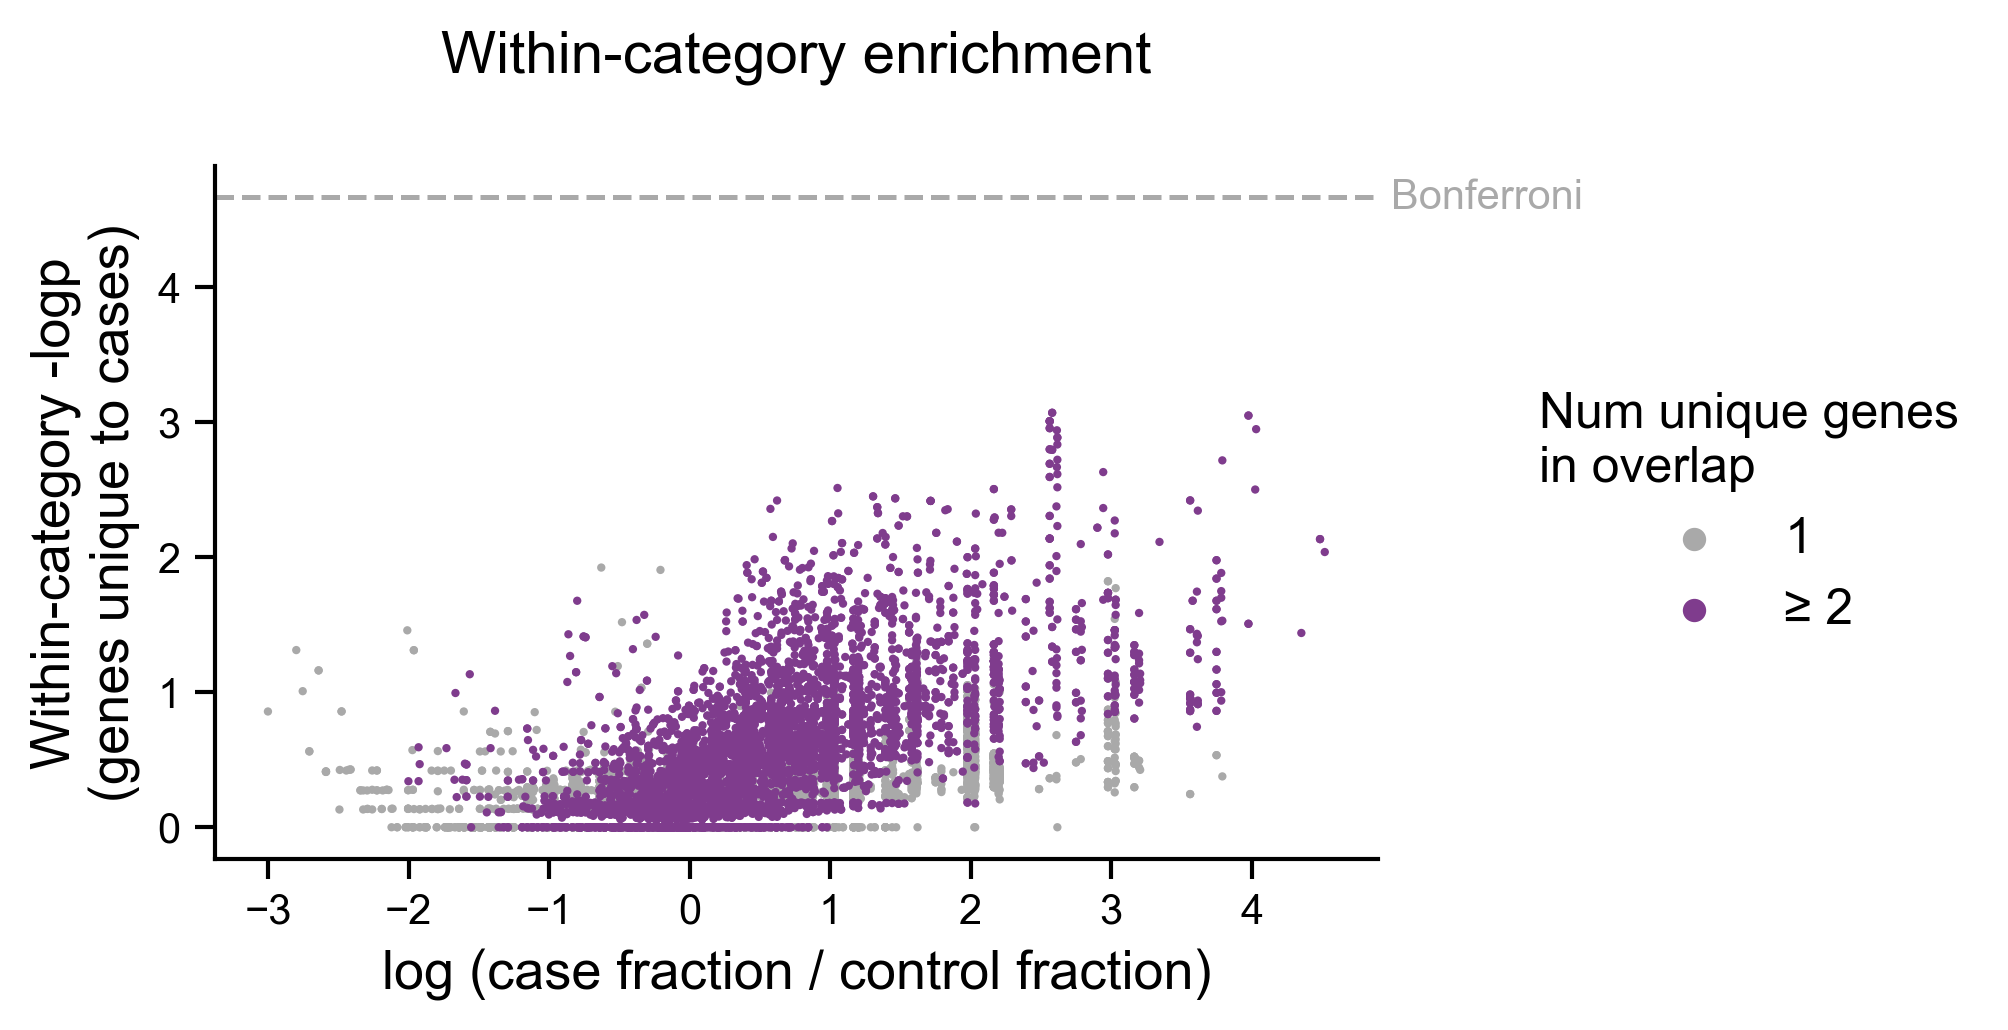 Within-category enrichment
Bonferroni
Within-category -logp
(genes unique to cases)
4
3
2
1
0
−3 −2 −1 0 1 2 3 4
log (case fraction / control fraction)
Num unique genes
in overlap
1
≥ 2